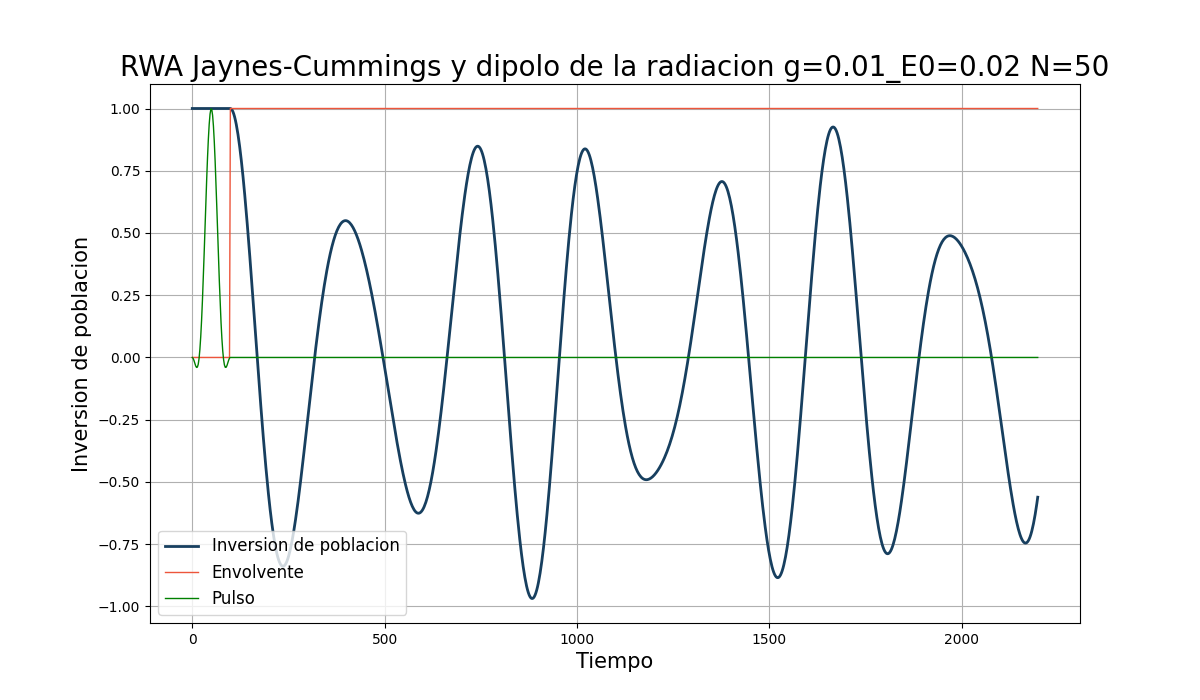 RWA Jaynes-Cummings y dipolo de la radiacion g=0.01_E0=0.02 N=50
1.00
0.75
0.50
0.25
0.00
−0.25
−0.50
−0.75
−1.00
Inversion de poblacion
Inversion de poblacion
Envolvente
Pulso
0 500 1000 1500 2000
Tiempo